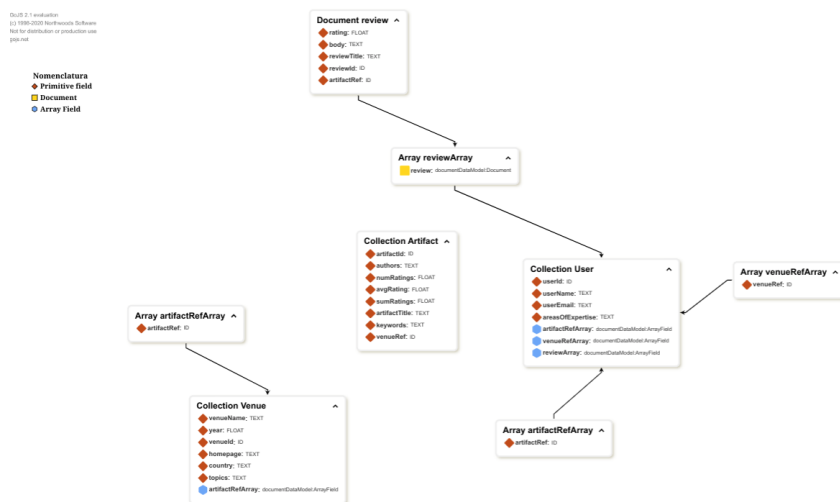 GoJS 2.1 evaluation
(c) 1998-2020 Northwoods Software
Not for distribution or production use
gojs.net
Nomenclatura
Primitive field
Document
Array Field
Document review
rating: FLOAT
body: TEXT
reviewTitle: TEXT
reviewId: ID
artifactRef: ID
Array reviewArray
review: documentDataModel:Document
Collection Artifact
artifactId: ID
authors: TEXT
numRatings: FLOAT
avgRating: FLOAT
sumRatings: FLOAT
artifactTitle: TEXT
keywords: TEXT
venueRef: ID
Collection User
userId: ID
userName: TEXT
userEmail: TEXT
areasOfExpertise: TEXT
artifactRefArray: documentDataModel:ArrayField
venueRefArray: documentDataModel:ArrayField
reviewArray: documentDataModel:ArrayField
Array venueRefArray
venueRef: ID
Array artifactRefArray
artifactRef: ID
Collection Venue
venueName: TEXT
year: FLOAT
venueId: ID
homepage: TEXT
country: TEXT
topics: TEXT
artifactRefArray: documentDataModel:ArrayField
Array artifactRefArray
artifactRef: ID